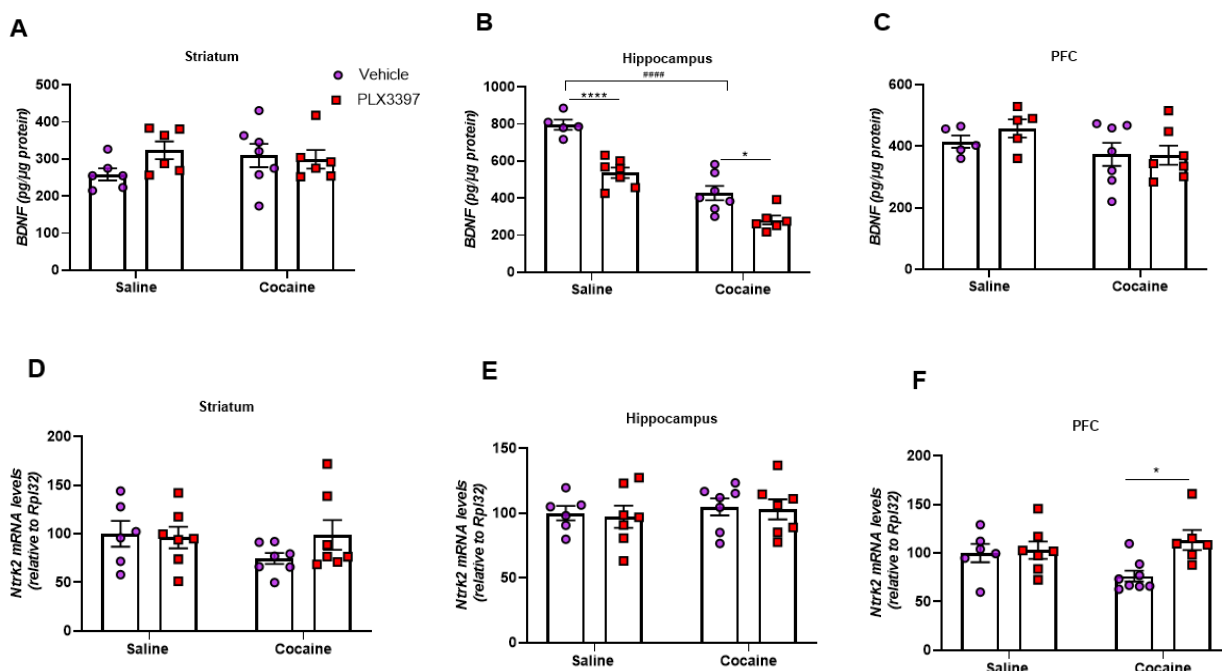 A
Striatum
Vehicle
PLX3397
BDNF (pg/µg protein)
500
400
300
200
100
0
Saline
Cocaine
B
Hippocampus
####
****
*
BDNF (pg/µg protein)
1000
800
600
400
200
0
Saline
Cocaine
C
PFC
BDNF (pg/µg protein)
600
400
200
0
Saline
Cocaine
D
Striatum
Ntrk2 mRNA levels
(relative to Rpl32)
200
150
100
50
0
Saline
Cocaine
E
Hippocampus
Ntrk2 mRNA levels
(relative to Rpl32)
150
100
50
0
Saline
Cocaine
F
PFC
*
Ntrk2 mRNA levels
(relative to Rpl32)
200
150
100
50
0
Saline
Cocaine